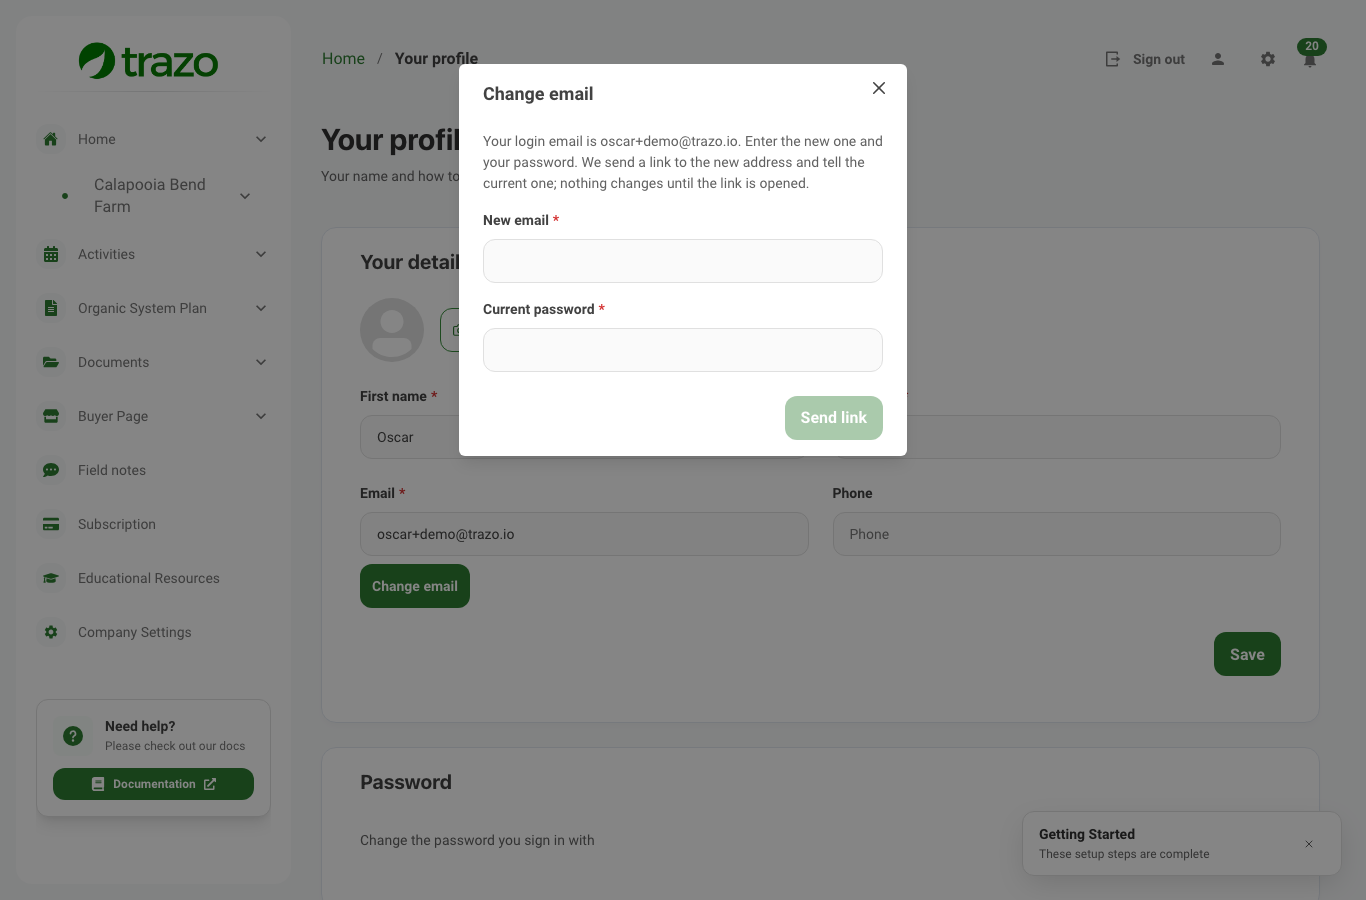 trazo
Home / Your profile
Sign out
20
Home
Calapooia Bend
Farm
Activities
Organic System Plan
Documents
Buyer Page
Field notes
Subscription
Educational Resources
Company Settings
Need help?
Please check out our docs
Documentation
Your name and how to
First name *
Oscar
Email *
oscar+demo@trazo.io
Change email
Phone
Phone
Save
Password
Change the password you sign in with
Change email
Your login email is oscar+demo@trazo.io. Enter the new one and
your password. We send a link to the new address and tell the
current one; nothing changes until the link is opened.
New email *
Current password *
Send link
Getting Started
These setup steps are complete